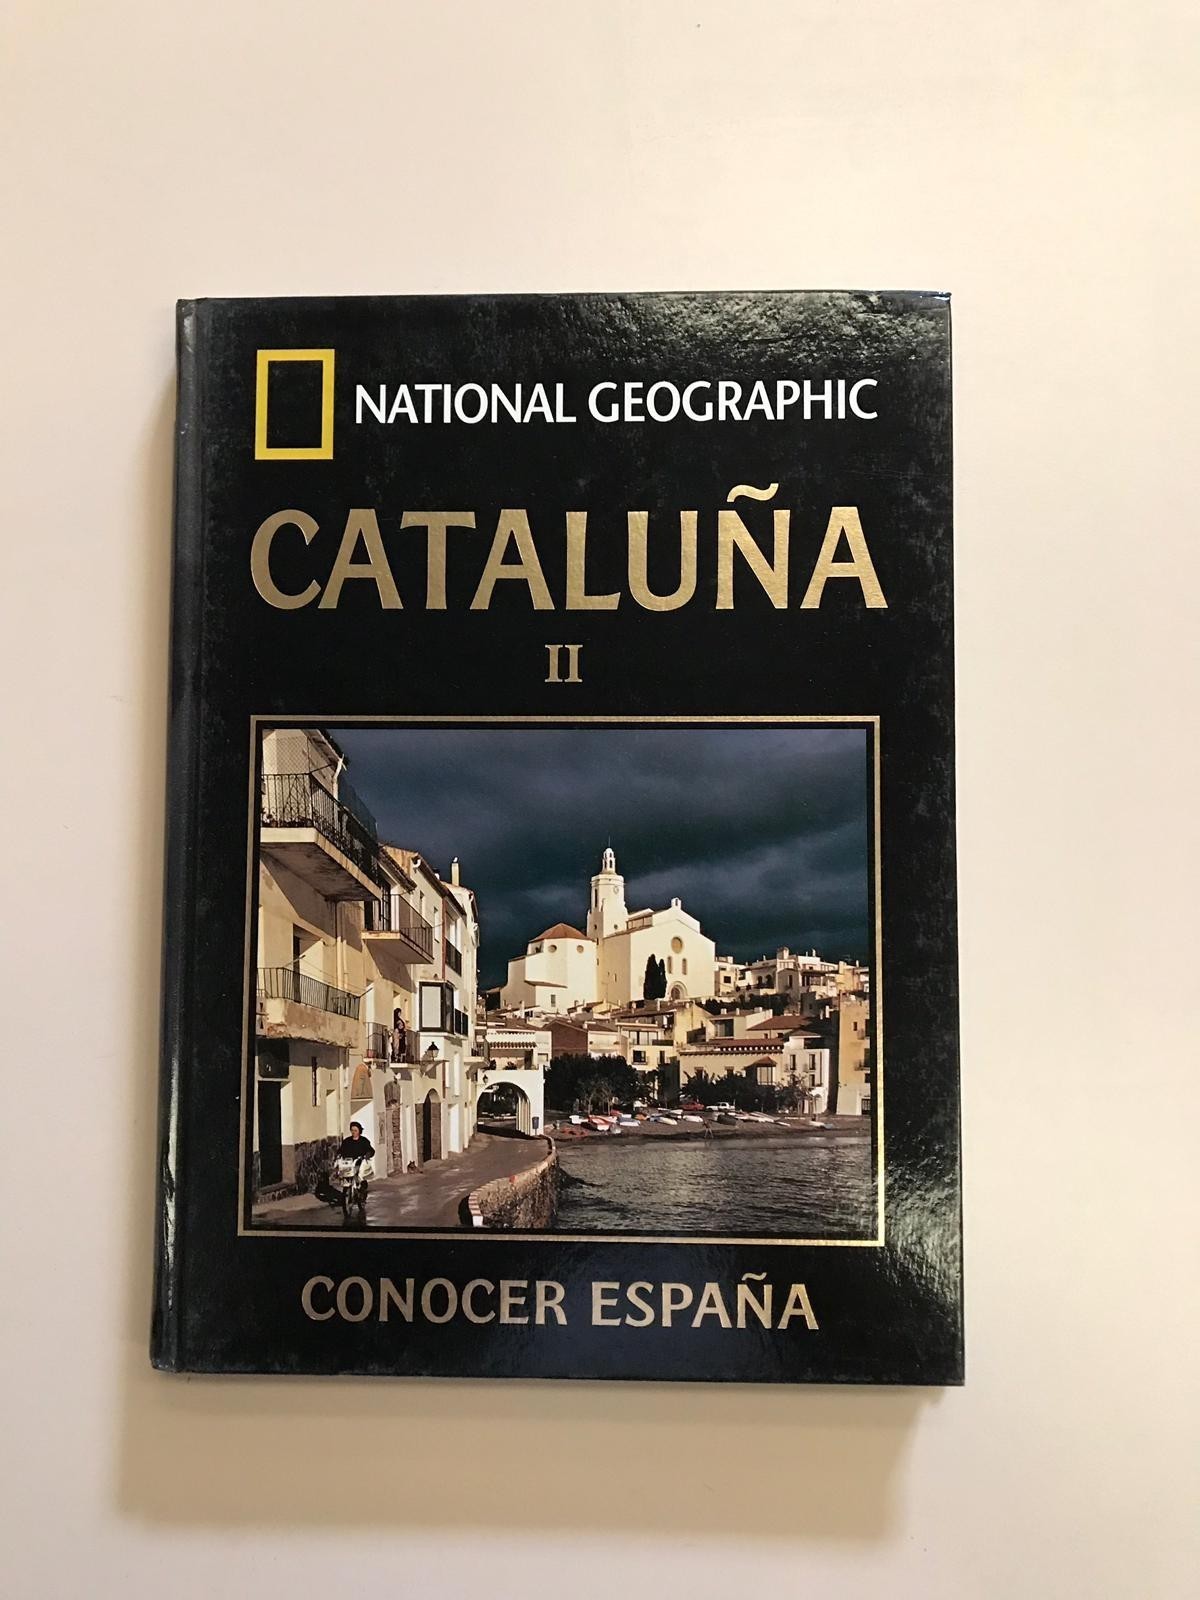 NATIONAL GEOGRAPHIC
CATALUÑA
II
CONOCER ESPAÑA